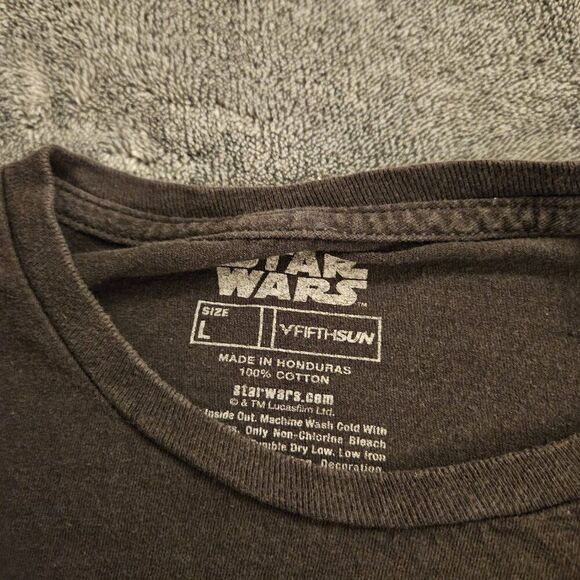 STAR
WARS™
SIZE
L
FIFTHSUN
MADE IN HONDURAS
100% COTTON
starwars.com
© & TM Lucasfilm Ltd.
Inside Out. Machine Wash Cold With
Only Non-Chlorine Bleach
Dry Low. Low Iron
Decoration